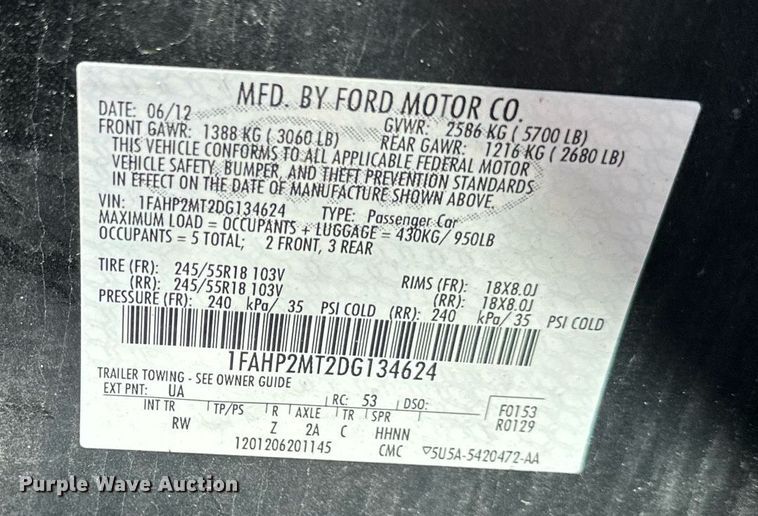 MFD. BY FORD MOTOR CO.
DATE: 06/12 GVWR: 2586 KG ( 5700 LB)
FRONT GAWR: 1388 KG ( 3060 LB) REAR GAWR: 1216 KG ( 2680 LB)
THIS VEHICLE CONFORMS TO ALL APPLICABLE FEDERAL MOTOR
VEHICLE SAFETY, BUMPER, AND THEFT PREVENTION STANDARDS
IN EFFECT ON THE DATE OF MANUFACTURE SHOWN ABOVE.
VIN: 1FAHP2MT2DG134624 TYPE: Passenger Car
MAXIMUM LOAD = OCCUPANTS + LUGGAGE = 430KG/ 950LB
OCCUPANTS = 5 TOTAL; 2 FRONT, 3 REAR
TIRE (FR): 245/55R18 103V RIMS (FR): 18X8.0J
(RR): 245/55R18 103V (RR): 18X8.0J
PRESSURE (FR): 240 kPa/ 35 PSI COLD (RR): 240 kPa/ 35 PSI COLD
1FAHP2MT2DG134624
TRAILER TOWING - SEE OWNER GUIDE
EXT PNT: UA RC: 53 DSO: F0153
INT TR TP/PS R AXLE TR SPR R0129
RW Z 2A C HHNN
1201206201145 CMC ▽5U5A-5420472-AA
Purple Wave Auction